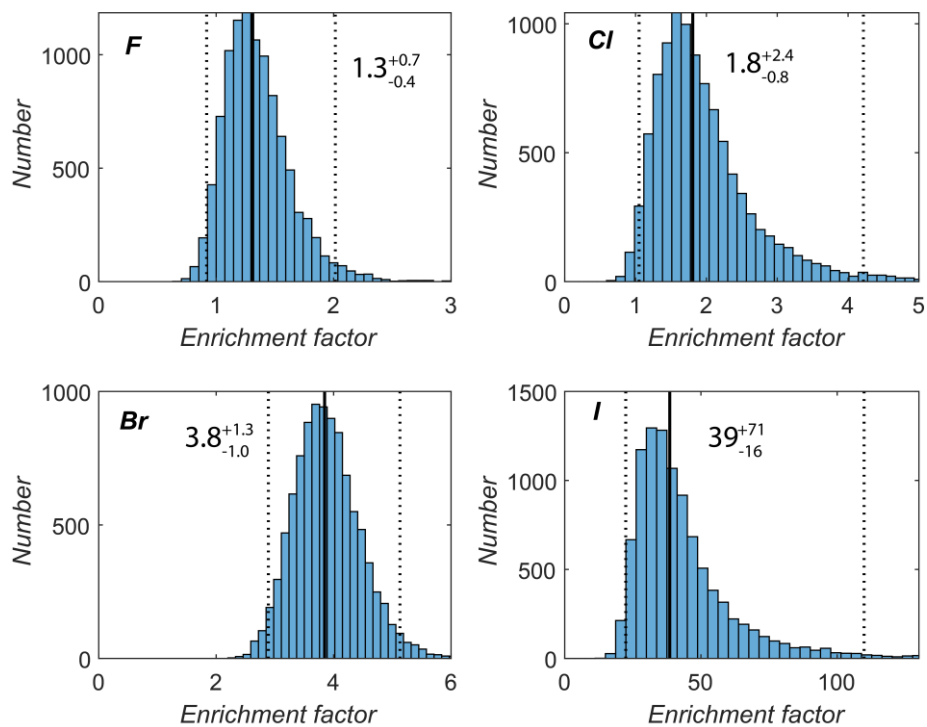 F
1.3 +0.7 -0.4
Number
1000
500
0
0 1 2 3
Enrichment factor
Cl
1.8 +2.4 -0.8
Number
1000
500
0
0 1 2 3 4 5
Enrichment factor
Br
3.8 +1.3 -1.0
Number
1000
500
0
0 2 4 6
Enrichment factor
I
39 +71 -16
Number
1500
1000
500
0
0 50 100
Enrichment factor